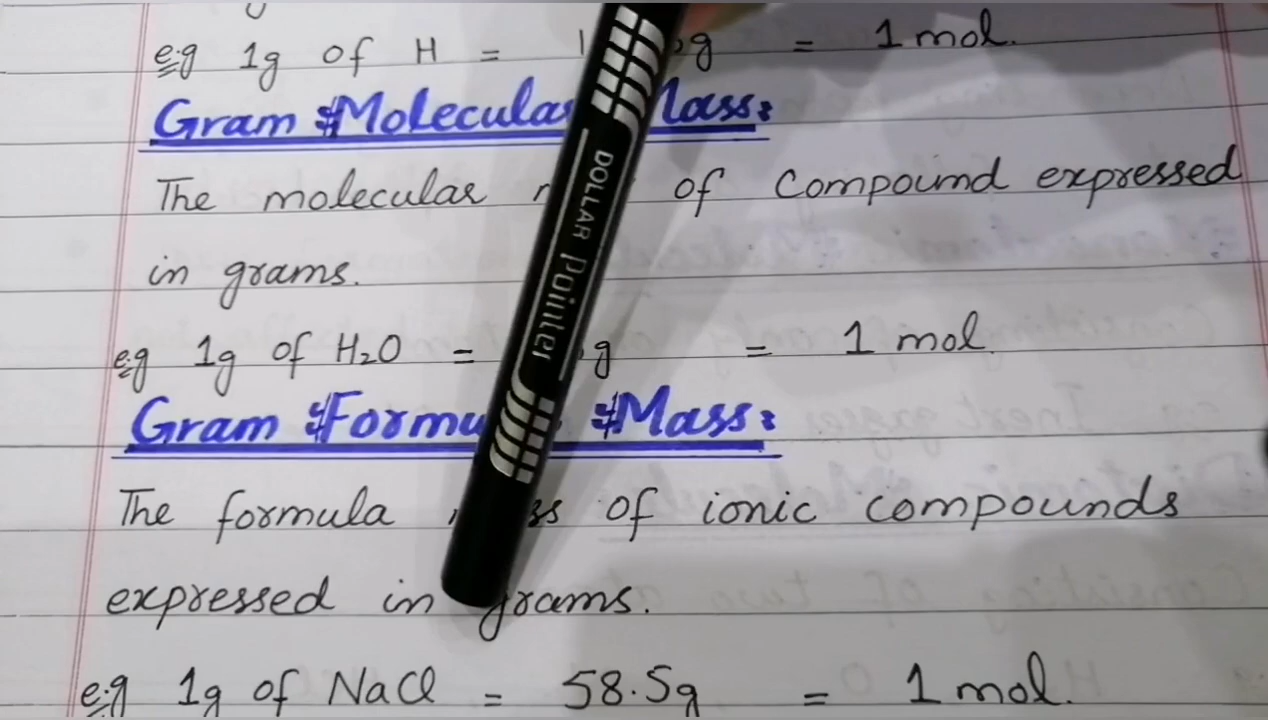 e.g 1g of H = 1 g = 1 mol.
Gram Molecular Mass:
The molecular of Compound expressed
in grams.
e.g 1g of H₂O = g = 1 mol
Gram Formula Mass:
The formula mass of ionic compounds
expressed in grams.
e.g 1g of NaCl = 58.5g = 1 mol.
DOLLAR Pointer